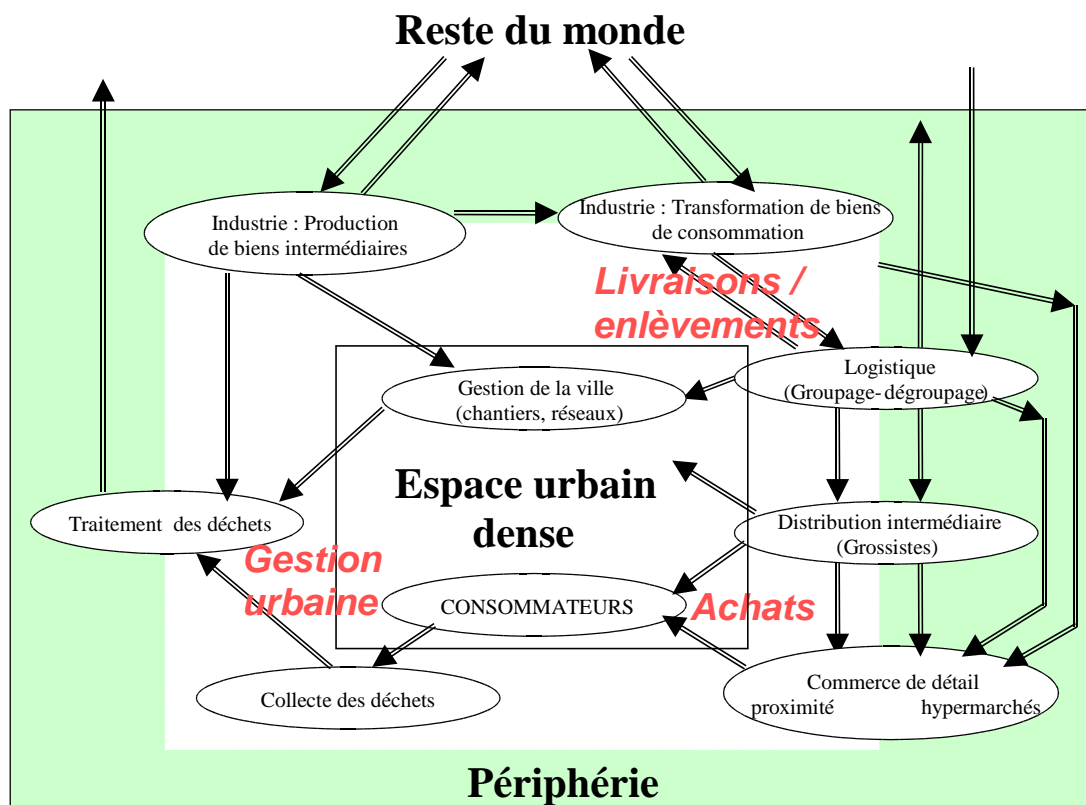 Reste du monde
Industrie : Production
de biens intermédiaires
Industrie : Transformation de biens
de consommation
Livraisons /
enlèvements
Logistique
(Groupage- dégroupage)
Gestion de la ville
(chantiers, réseaux)
Espace urbain
dense
Traitement des déchets
Distribution intermédiaire
(Grossistes)
Gestion
urbaine
CONSOMMATEURS
Achats
Collecte des déchets
Commerce de détail
proximité hypermarchés
Périphérie